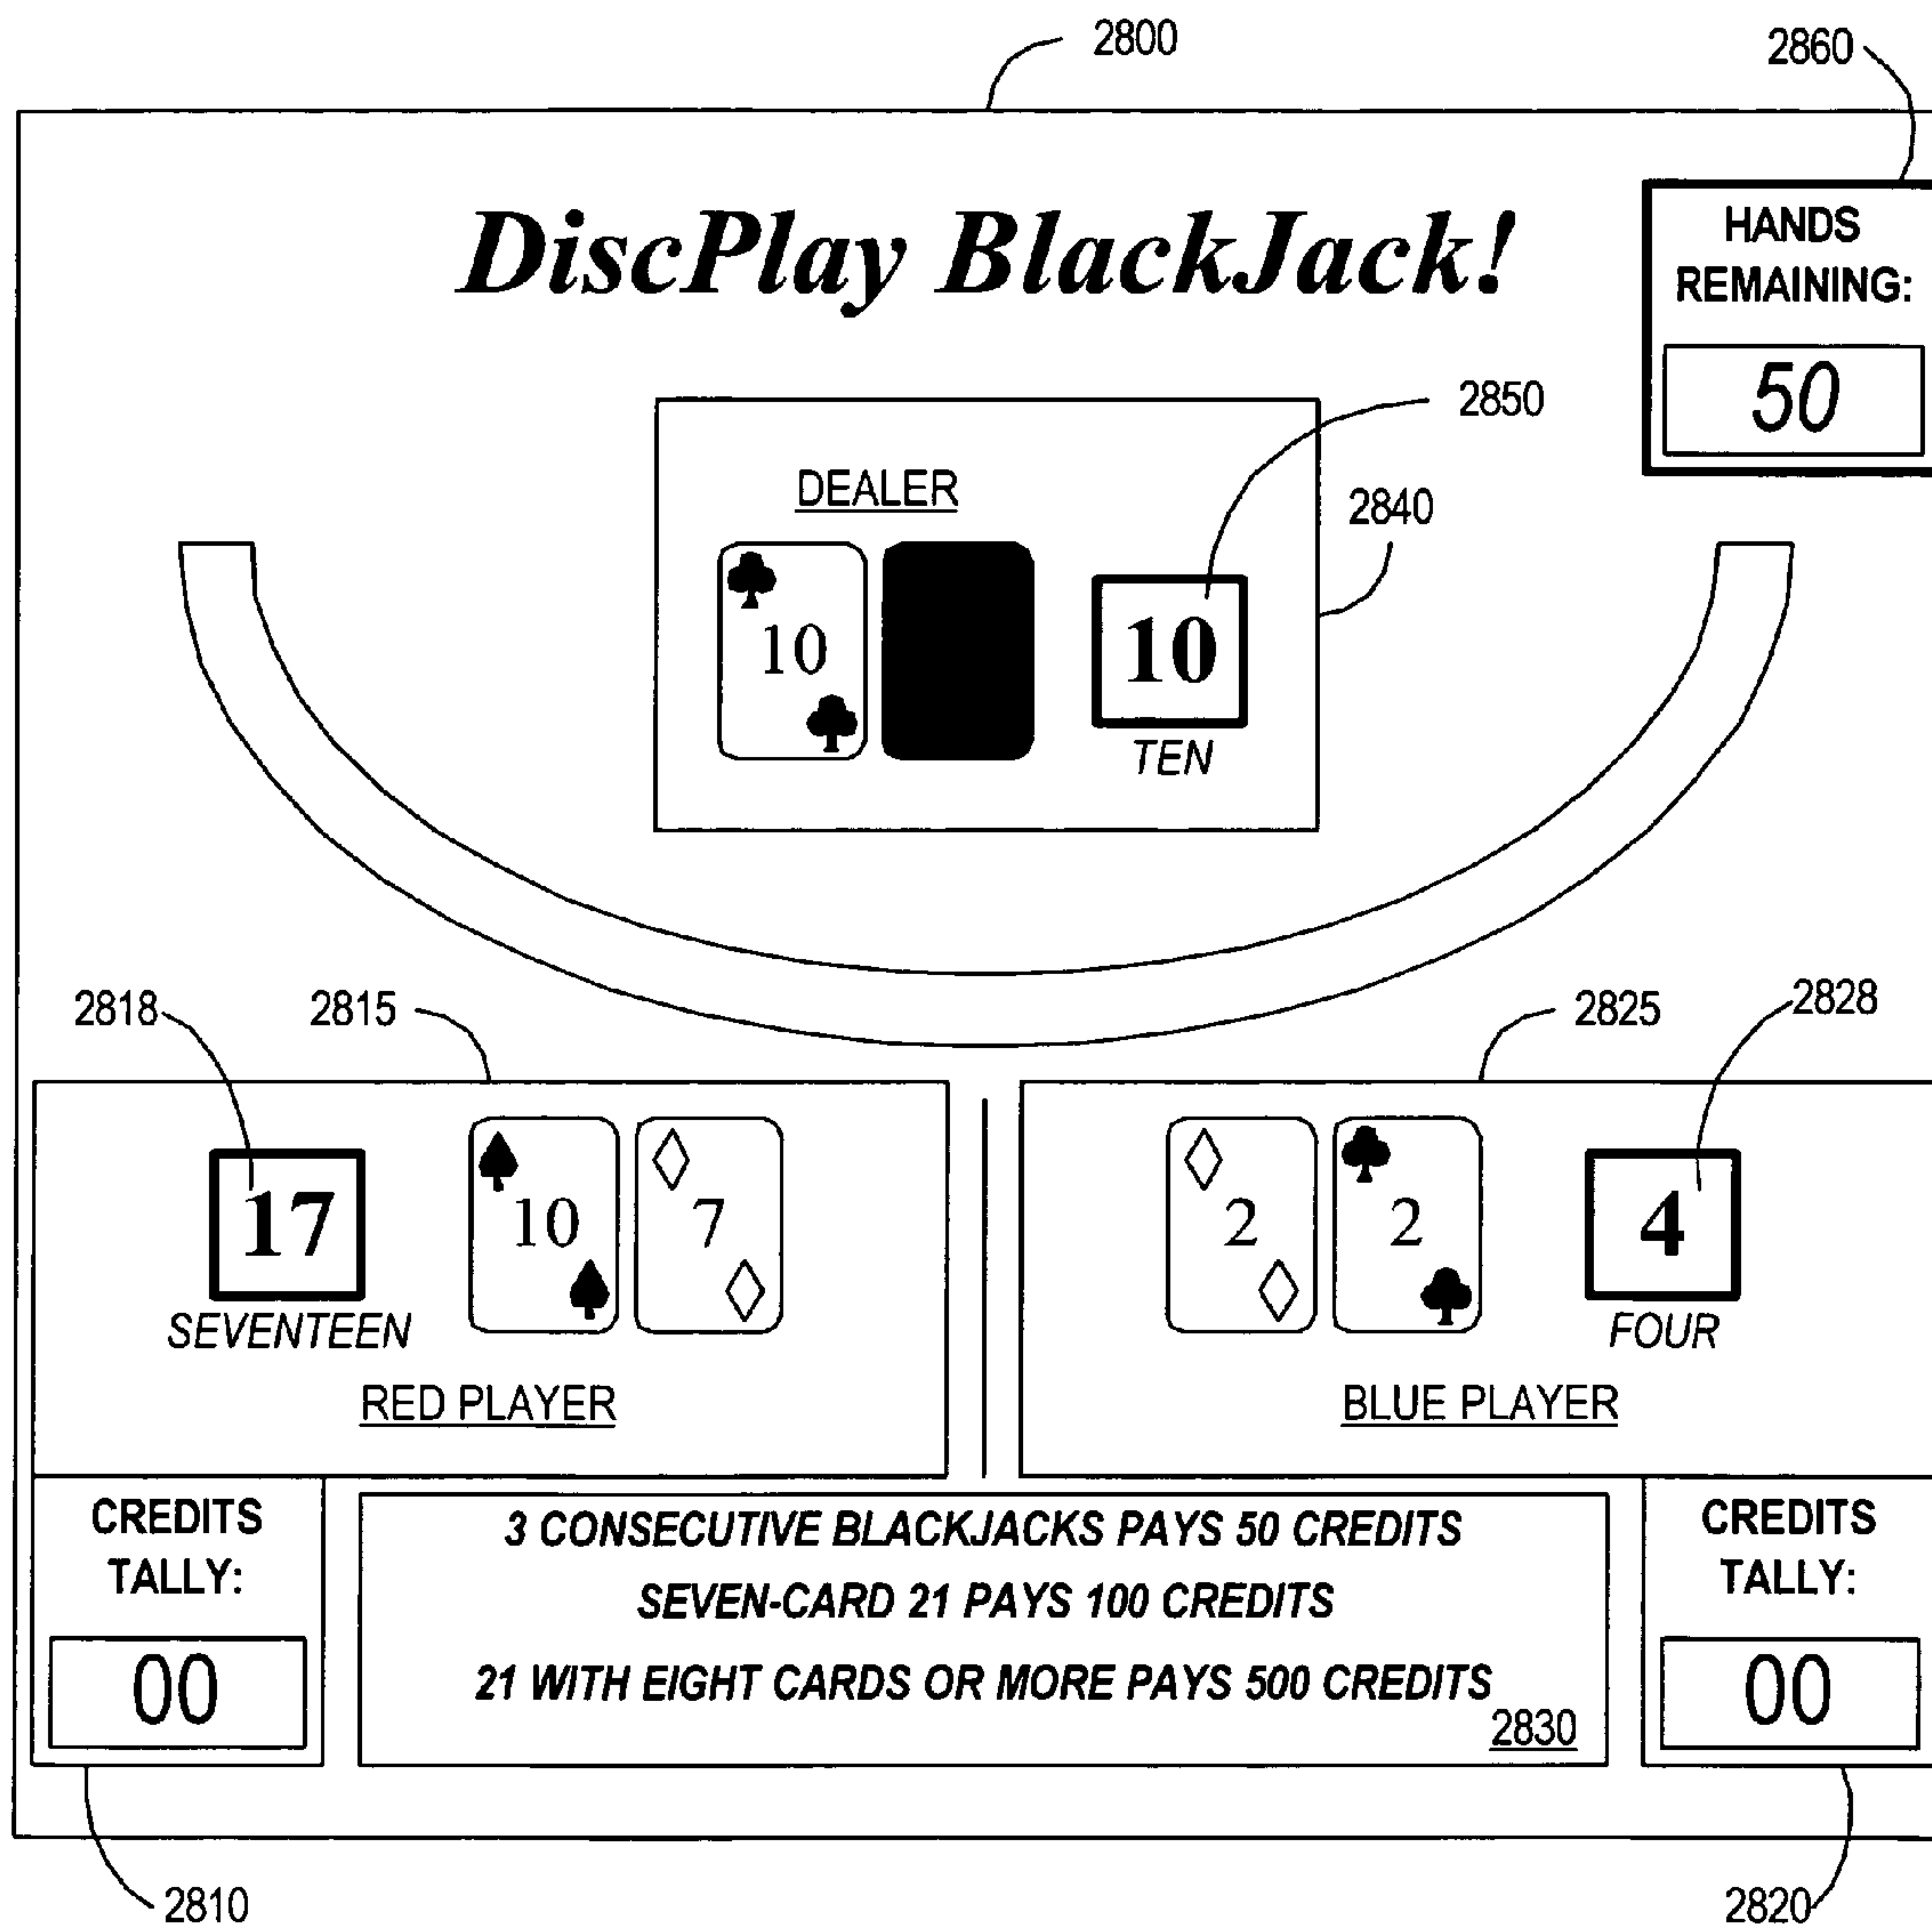 2800
2860
DiscPlay BlackJack!
HANDS
REMAINING:
50
2850
DEALER
2840
10
10
TEN
2818
2815
2825
2828
17
10
7
2
2
4
SEVENTEEN
FOUR
RED PLAYER
BLUE PLAYER
CREDITS
TALLY:
00
3 CONSECUTIVE BLACKJACKS PAYS 50 CREDITS
SEVEN-CARD 21 PAYS 100 CREDITS
21 WITH EIGHT CARDS OR MORE PAYS 500 CREDITS
2830
CREDITS
TALLY:
00
2810
2820